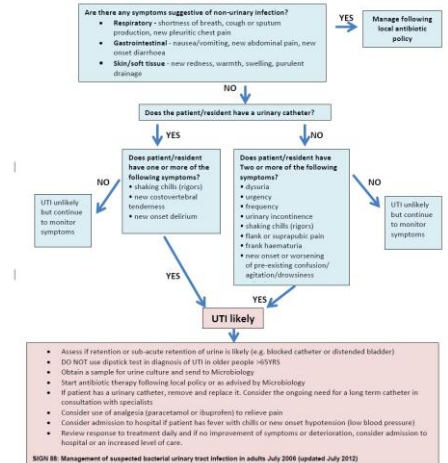 Are there any symptoms suggestive of non-urinary infection?
• Respiratory - shortness of breath, cough or sputum
production, new pleuritic chest pain
• Gastrointestinal - nausea/vomiting, new abdominal pain, new
onset diarrhoea
• Skin/soft tissue - new redness, warmth, swelling, purulent
drainage
YES
Manage following
local antibiotic
policy
NO
Does the patient/resident have a urinary catheter?
YES
NO
Does patient/resident
have one or more of the
following symptoms?
• shaking chills (rigors)
• new costovertebral
tenderness
• new onset delirium
Does patient/resident have
Two or more of the following
symptoms?
• dysuria
• urgency
• frequency
• urinary incontinence
• shaking chills (rigors)
• flank or suprapubic pain
• frank haematuria
• new onset or worsening
of pre-existing confusion/
agitation/drowsiness
NO
UTI unlikely
but continue
to monitor
symptoms
NO
UTI unlikely
but continue
to monitor
symptoms
YES
YES
UTI likely
• Assess if retention or sub-acute retention of urine is likely (e.g. blocked catheter or distended bladder)
• DO NOT use dipstick test in diagnosis of UTI in older people >65YRS
• Obtain a sample for urine culture and send to Microbiology
• Start antibiotic therapy following local policy or as advised by Microbiology
• If patient has a urinary catheter, remove and replace it. Consider the ongoing need for a long term catheter in
consultation with specialists
• Consider use of analgesia (paracetamol or ibuprofen) to relieve pain
• Consider admission to hospital if patient has fever with chills or new onset hypotension (low blood pressure)
• Review response to treatment daily and if no improvement of symptoms or deterioration, consider admission to
hospital or an increased level of care.
SIGN 88: Management of suspected bacterial urinary tract infection in adults July 2006 (updated July 2012)